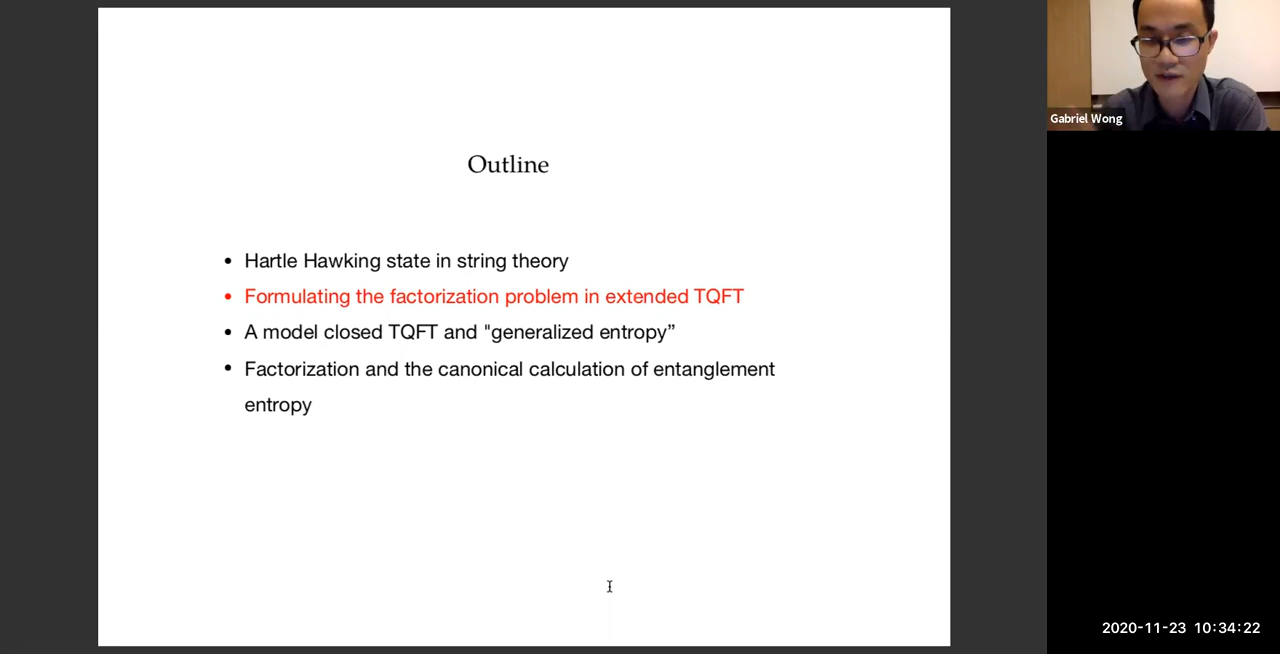 Outline
• Hartle Hawking state in string theory
• Formulating the factorization problem in extended TQFT
• A model closed TQFT and "generalized entropy”
• Factorization and the canonical calculation of entanglement
entropy
Gabriel Wong
2020-11-23 10:34:22